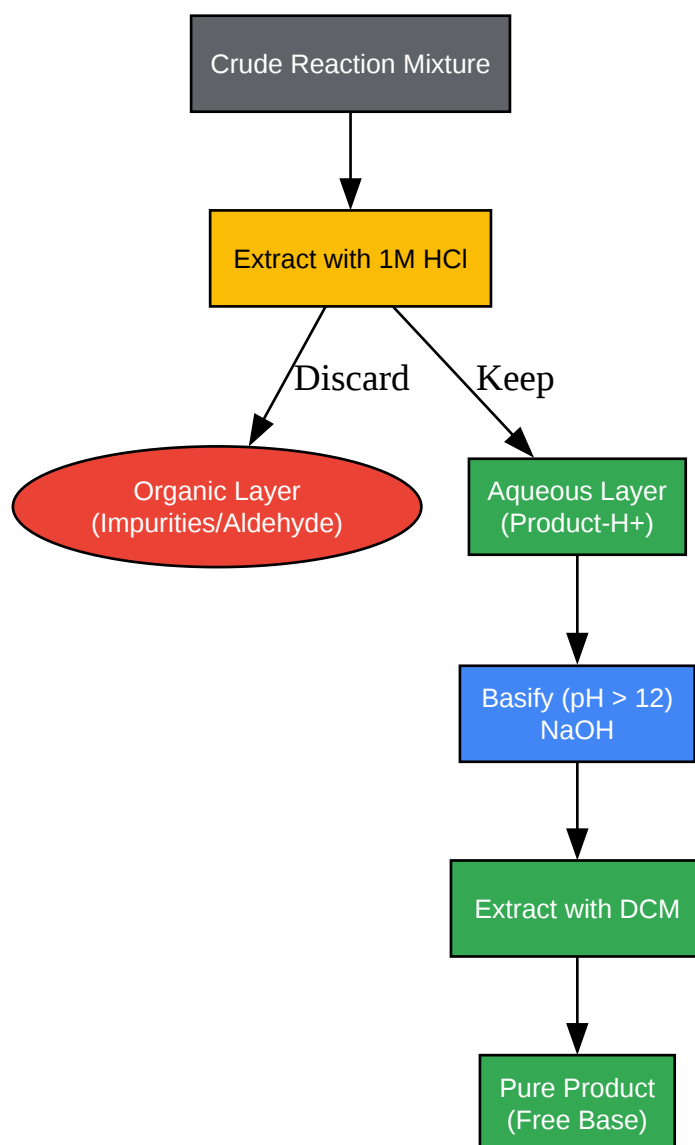 Crude Reaction Mixture
Extract with 1M HCl
Discard
Keep
Organic Layer
(Impurities/Aldehyde)
Aqueous Layer
(Product-H+)
Basify (pH > 12)
NaOH
Extract with DCM
Pure Product
(Free Base)